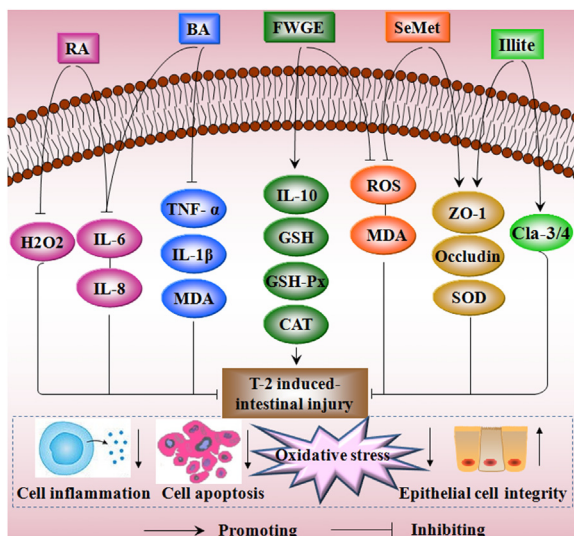 RA
BA
FWGE
SeMet
Illite
H2O2
IL-6
IL-8
TNF- α
IL-1β
MDA
IL-10
GSH
GSH-Px
CAT
ROS
MDA
ZO-1
Occludin
SOD
Cla-3/4
T-2 induced-
intestinal injury
Cell inflammation
Cell apoptosis
Oxidative stress
Epithelial cell integrity
Promoting
Inhibiting